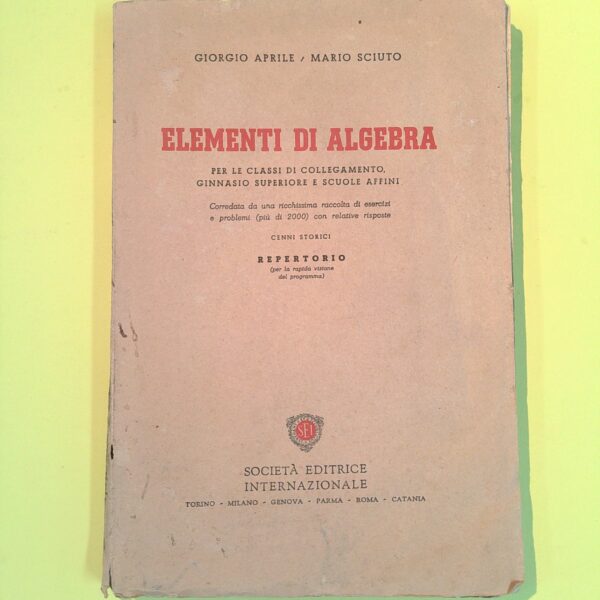 GIORGIO APRILE / MARIO SCIUTO
ELEMENTI DI ALGEBRA
PER LE CLASSI DI COLLEGAMENTO,
GINNASIO SUPERIORE E SCUOLE AFFINI
Corredata da una ricchissima raccolta di esercizi
e problemi (più di 2000) con relative risposte
CENNI STORICI
REPERTORIO
(per la rapida visione
del programma)
SEI
SOCIETÀ EDITRICE
INTERNAZIONALE
TORINO - MILANO - GENOVA - PARMA - ROMA - CATANIA